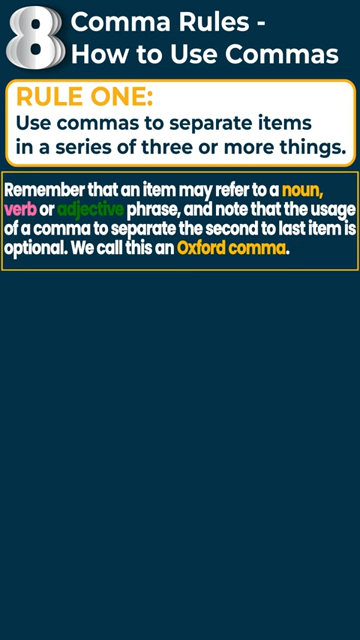 8 Comma Rules -
How to Use Commas
RULE ONE:
Use commas to separate items
in a series of three or more things.
Remember that an item may refer to a noun,
verb or adjective phrase, and note that the usage
of a comma to separate the second to last item is
optional. We call this an Oxford comma.